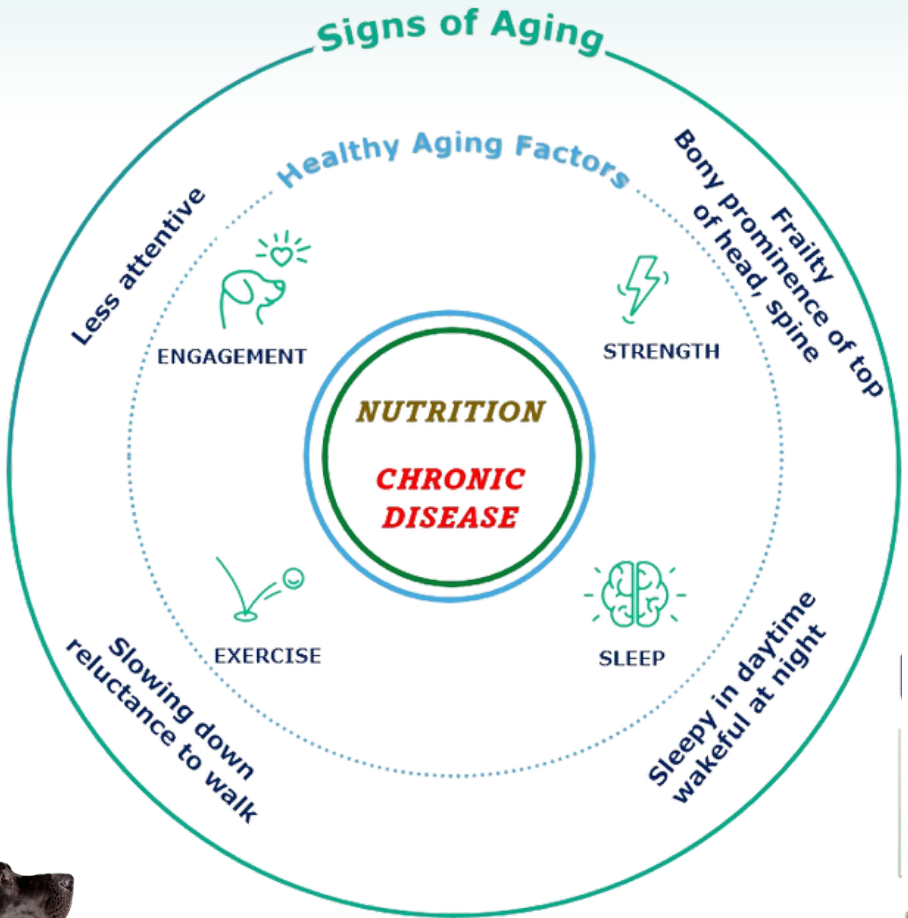 Signs of Aging
Healthy Aging Factors
Less attentive
Frailty
Bony prominence of top
of head, spine
ENGAGEMENT
STRENGTH
NUTRITION
CHRONIC
DISEASE
EXERCISE
SLEEP
Slowing down
reluctance to walk
Sleepy in daytime
wakeful at night